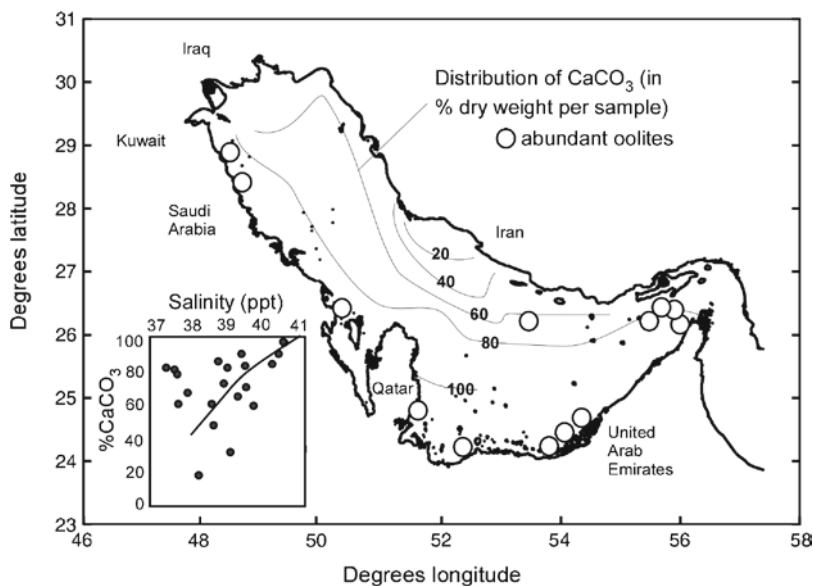 31
30
29
28
27
26
25
24
23
Degrees latitude
Iraq
Kuwait
Saudi
Arabia
Iran
Qatar
United
Arab
Emirates
Distribution of CaCO₃ (in
% dry weight per sample)
abundant oolites
20
40
60
80
100
Salinity (ppt)
37 38 39 40 41
%CaCO₃
100
80
60
40
20
0
46 48 50 52 54 56 58
Degrees longitude